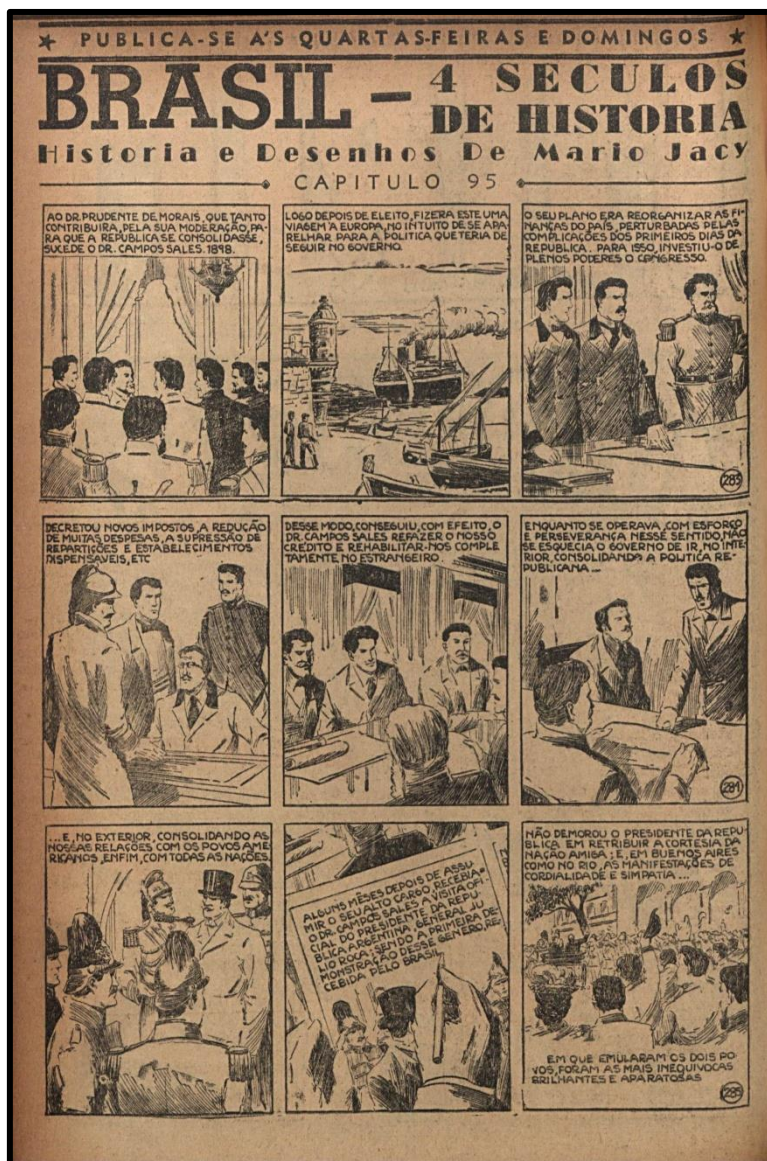 ★ PUBLICA-SE A'S QUARTAS-FEIRAS E DOMINGOS ★
BRASIL – 4 SECULOS
DE HISTORIA
Historia e Desenhos De Mario Jacy
CAPITULO 95
AO DR. PRUDENTE DE MORAIS, QUE TANTO
CONTRIBUIRA, PELA SUA MODERAÇÃO, PA-
RA QUE A REPUBLICA SE CONSOLIDASSE,
SUCEDE O DR. CAMPOS SALES. 1898.
LOGO DEPOIS DE ELEITO, FIZERA ESTE UMA
VIAGEM A' EUROPA, NO INTUITO DE SE APA-
RELHAR PARA A POLITICA QUE TERIA DE
SEGUIR NO GOVERNO.
O SEU PLANO ERA REORGANIZAR AS FI-
NANÇAS DO PAÍS, PERTURBADAS PELAS
COMPLICAÇÕES DOS PRIMEIROS DIAS DA
REPUBLICA. PARA ISSO, INVESTIU-O DE
PLENOS PODERES O CONGRESSO.
283
DECRETOU NOVOS IMPOSTOS, A REDUÇÃO
DE MUITAS DESPESAS, A SUPRESSÃO DE
REPARTIÇÕES E ESTABELECIMENTOS
DISPENSAVEIS, ETC
DESSE MODO, CONSEGUIU, COM EFEITO, O
DR. CAMPOS SALES REFAZER O NOSSO
CRÉDITO E REHABILITAR-NOS COMPLE
TAMENTE NO ESTRANGEIRO.
ENQUANTO SE OPERAVA, COM ESFORÇO
E PERSEVERANÇA NESSE SENTIDO, NÃO
SE ESQUECIA O GOVERNO DE IR, NO INTE-
RIOR, CONSOLIDANDO A POLITICA RE-
PUBLICANA...
284
...E, NO EXTERIOR, CONSOLIDANDO AS
NOSSAS RELAÇÕES COM OS POVOS AME-
RICANOS, ENFIM, COM TODAS AS NAÇÕES.
ALGUNS MÊSES DEPOIS DE ASSU-
MIR O SEU ALTO CARGO, RECEBIA
O DR. CAMPOS SALES A VISITA OFI-
CIAL DO PRESIDENTE DA REPU-
BLICA ARGENTINA, GENERAL JU
LIO ROCA, SENDO A PRIMEIRA DE-
MONSTRAÇÃO DESSE GENERO, RE-
CEBIDA PELO BRASIL.
NÃO DEMOROU O PRESIDENTE DA REPU-
BLICA EM RETRIBUIR A CORTESIA DA
NAÇÃO AMIGA; E, EM BUENOS AIRES
COMO NO RIO, AS MANIFESTAÇÕES DE
CORDIALIDADE E SIMPATIA...
EM QUE EMULARAM OS DOIS PO-
VOS, FORAM AS MAIS INEQUIVOCAS
BRILHANTES E APARATOSAS
285